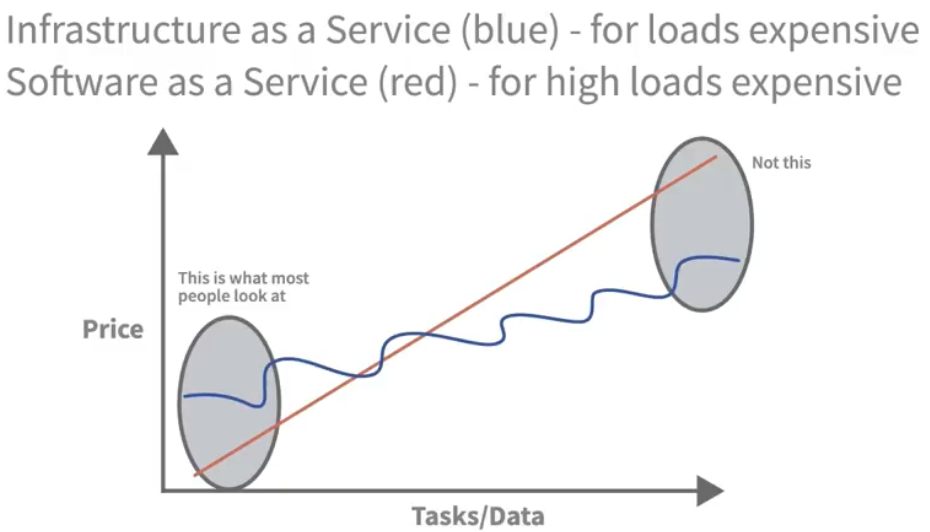 Infrastructure as a Service (blue) - for loads expensive
Software as a Service (red) - for high loads expensive
Not this
This is what most
people look at
Price
Tasks/Data